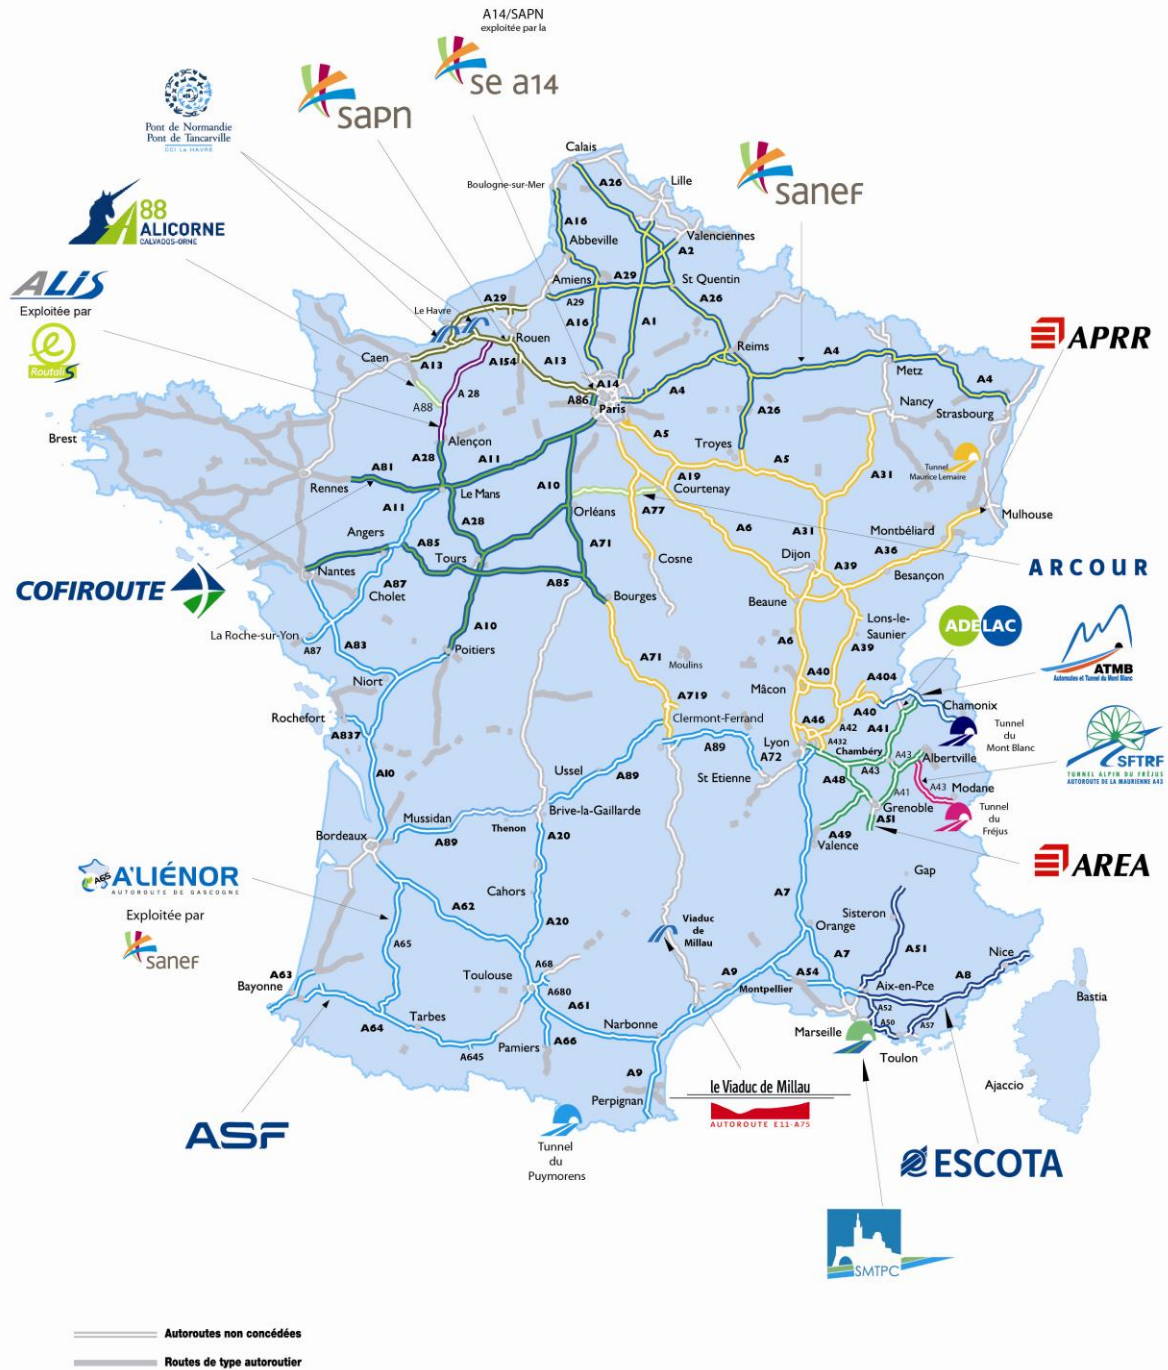 A14/SAPN
exploitée par la
se a14
sapn
Pont de Normandie
Pont de Tancarville
CCI Le HAVRE
sanef
88
ALICORNE
CALVADOS-ORNE
ALiS
Exploitée par
Routalis
APRR
Calais
Boulogne-sur-Mer
A26
Lille
A16
Abbeville
Valenciennes
A2
Amiens
A29
St Quentin
A29
A29
A26
Le Havre
A16
A1
Rouen
Reims
Caen
A13
A154
A13
A4
Metz
A14
A4
A4
A86
Paris
Nancy
Strasbourg
A88
A 28
A26
Brest
Alençon
A5
Troyes
A28
A11
A5
Tunnel
Maurice Lemaire
A81
A31
Rennes
Le Mans
A10
A19
Courtenay
A11
Orléans
A77
Mulhouse
Angers
A28
A6
A31
Montbéliard
A85
A71
Tours
Cosne
Dijon
A36
Nantes
A39
Besançon
ARCOUR
COFIROUTE
A87
Cholet
A85
Bourges
Beaune
Lons-le-
Saunier
ADELAC
La Roche-sur-Yon
A10
A87
A83
A6
A39
Poitiers
A71
Moulins
ATMB
Autoroutes et Tunnel du Mont Blanc
Niort
A40
A404
Mâcon
A719
Chamonix
Rochefort
Clermont-Ferrand
A46
A40
A837
A42
A41
Tunnel
du
Mont Blanc
A89
Lyon
A432
Chambéry
A72
A43
Albertville
SFTRF
TUNNEL ALPIN DU FRÉJUS
AUTOROUTE DE LA MAURIENNE A43
A10
Ussel
A89
St Etienne
A48
A43
A41
A43
Modane
Brive-la-Gaillarde
Grenoble
Tunnel
du
Fréjus
Mussidan
Thenon
A51
Bordeaux
A20
A49
A89
Valence
AREA
A65
A'LIÉNOR
AUTOROUTE DE GASCOGNE
Gap
Cahors
A7
Exploitée par
sanef
A62
Sisteron
A20
Viaduc
de
Millau
Orange
A65
A51
A68
A7
Nice
A63
Toulouse
A9
A54
A8
Bayonne
A680
Montpellier
Aix-en-Pce
Bastia
A61
A52
A64
Tarbes
Narbonne
Marseille
A50
A57
A66
Pamiers
A645
Toulon
A9
Ajaccio
Perpignan
le Viaduc de Millau
AUTOROUTE E11-A75
ASF
Tunnel
du
Puymorens
ESCOTA
SMTPC
Autoroutes non concédées
Routes de type autoroutier